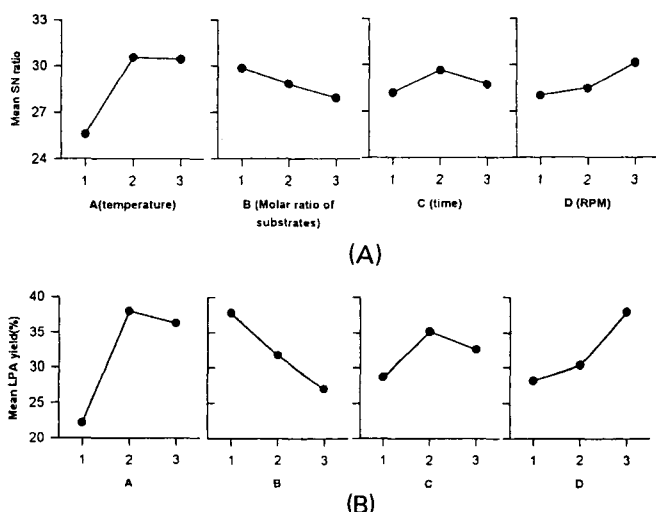 33
30
27
24
Mean SN ratio
1 2 3
1 2 3
1 2 3
1 2 3
A(temperature)
B (Molar ratio of
substrates)
C (time)
D (RPM)
(A)
40
35
30
25
20
Mean LPA yield(%)
1 2 3
1 2 3
1 2 3
1 2 3
A
B
C
D
(B)